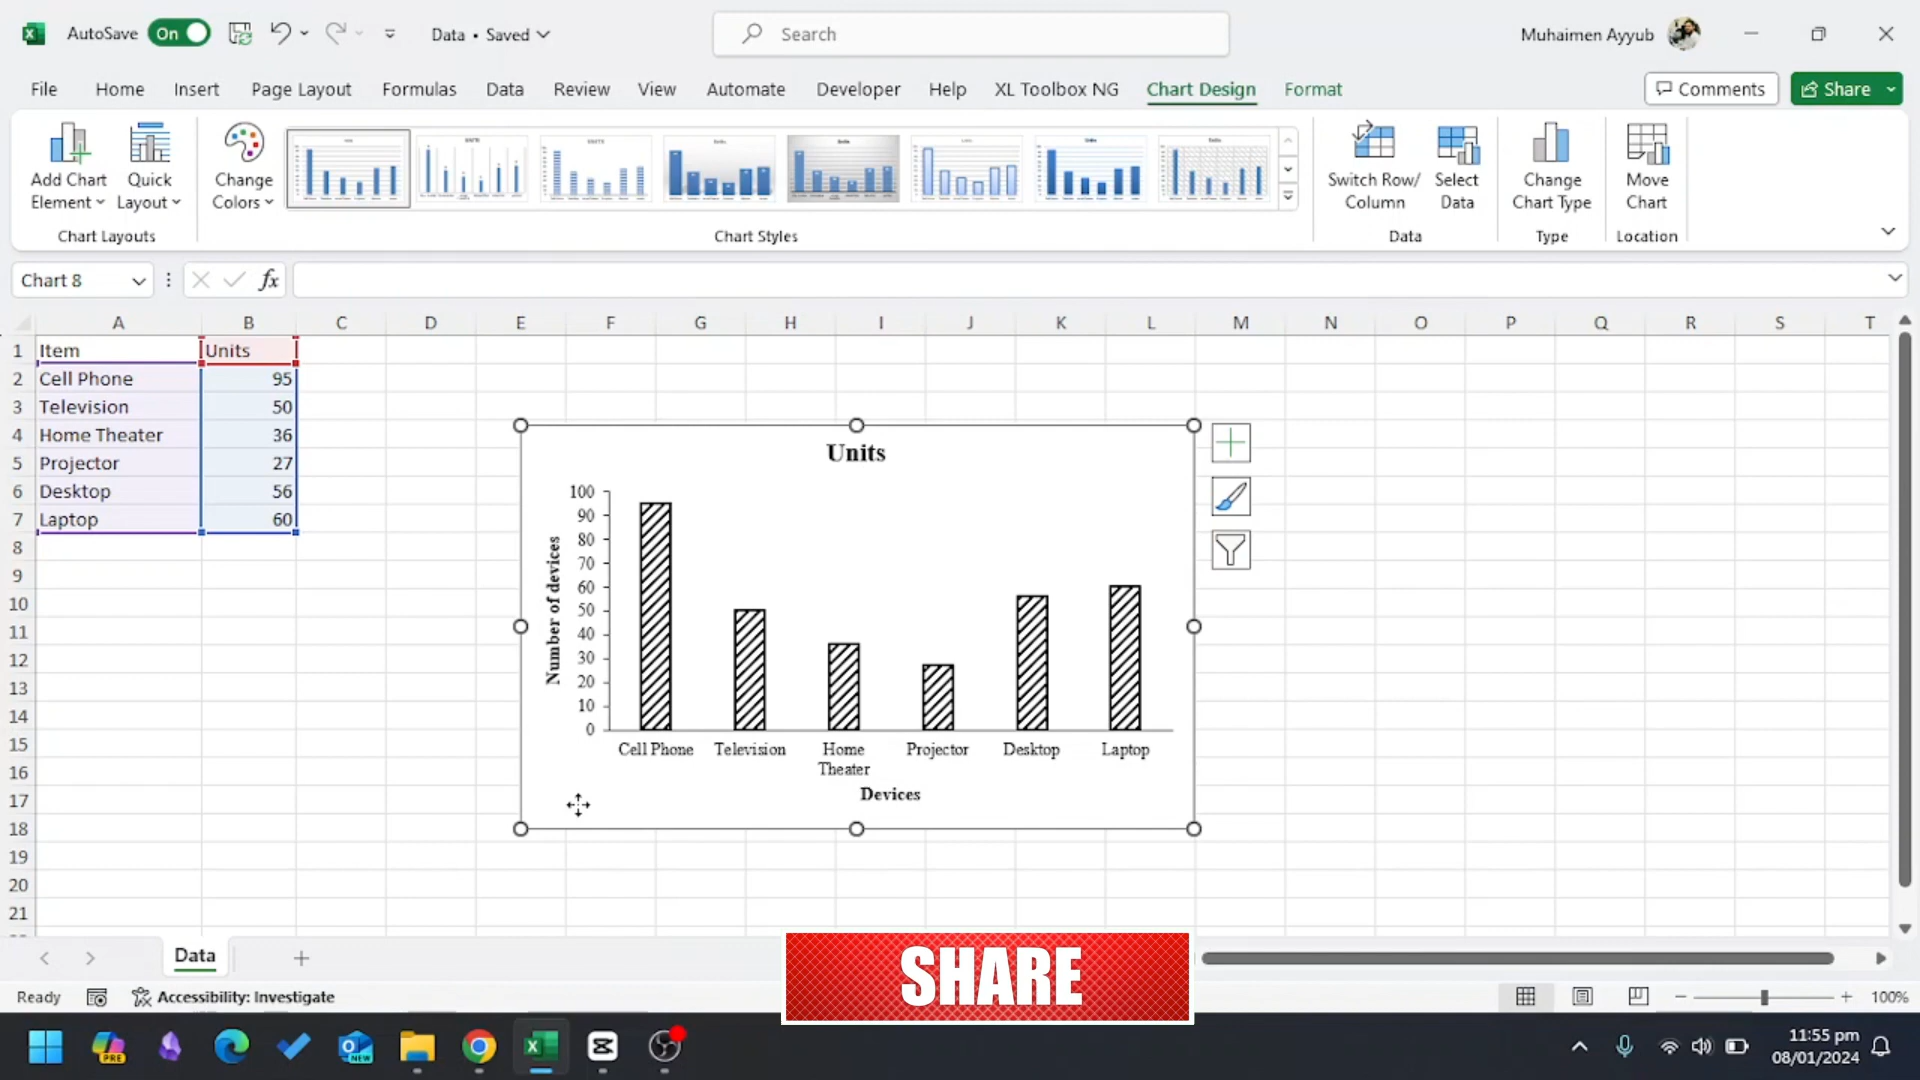 AutoSave On Data • Saved Search Muhaimen Ayyub
File Home Insert Page Layout Formulas Data Review View Automate Developer Help XL Toolbox NG Chart Design Format Comments Share
Add Chart Element
Quick Layout
Change Colors
Switch Row/ Column
Select Data
Change Chart Type
Move Chart
Chart Layouts Chart Styles Data Type Location
Chart 8 fx
A B C D E F G H I J K L M N O P Q R S T
1 Item Units
2 Cell Phone 95
3 Television 50
4 Home Theater 36
5 Projector 27
6 Desktop 56
7 Laptop 60
8
9
10
11
12
13
14
15
16
17
18
19
20
21
Units
Number of devices
100
90
80
70
60
50
40
30
20
10
0
Cell Phone Television Home Projector Desktop Laptop
Theater
Devices
Data
SHARE
Ready Accessibility: Investigate 100%
PRE NEW
11:55 pm
08/01/2024